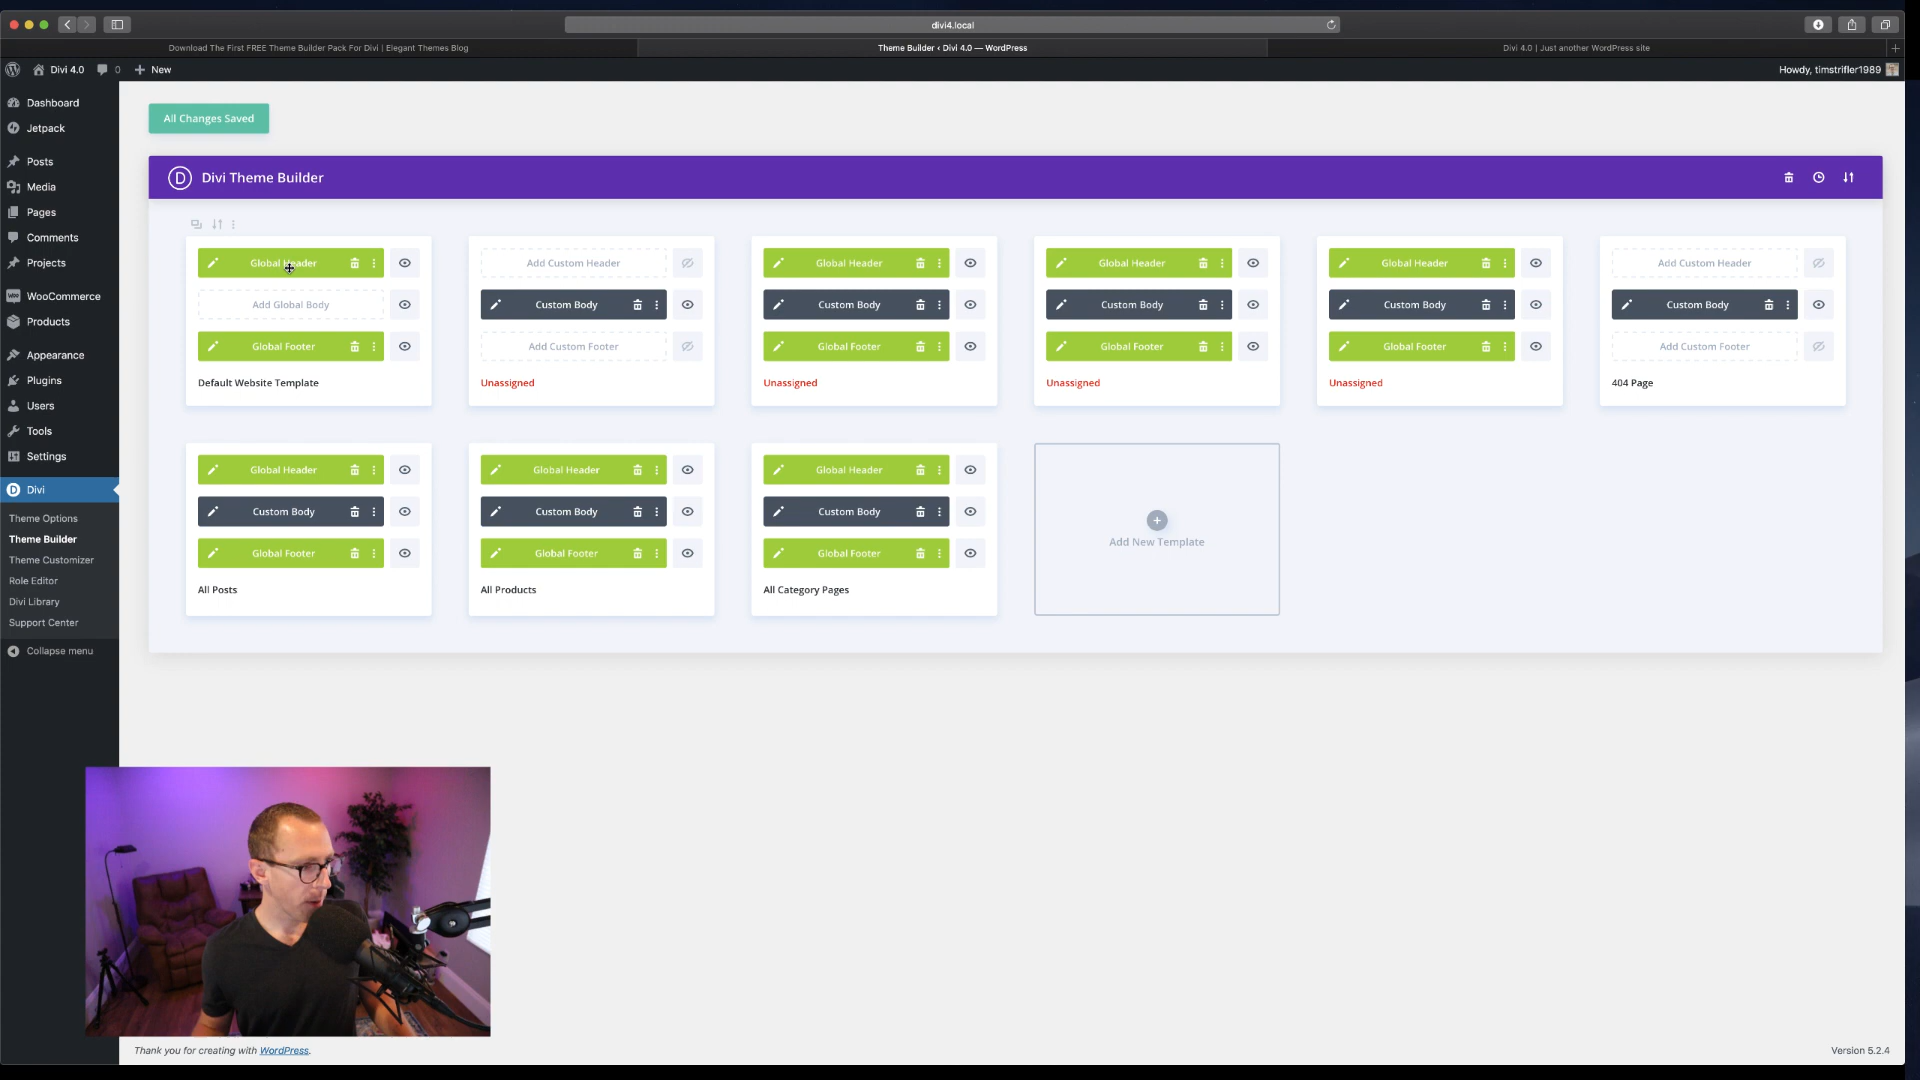 divi4.local
Download The First FREE Theme Builder Pack For Divi | Elegant Themes Blog
Theme Builder ‹ Divi 4.0 — WordPress
Divi 4.0 | Just another WordPress site
Divi 4.0
0
New
Howdy, timstrifler1989
Dashboard
Jetpack
Posts
Media
Pages
Comments
Projects
WooCommerce
Products
Appearance
Plugins
Users
Tools
Settings
Divi
Theme Options
Theme Builder
Theme Customizer
Role Editor
Divi Library
Support Center
Collapse menu
All Changes Saved
D Divi Theme Builder
Global Header
Add Global Body
Global Footer
Default Website Template
Add Custom Header
Custom Body
Add Custom Footer
Unassigned
Global Header
Custom Body
Global Footer
Unassigned
Global Header
Custom Body
Global Footer
Unassigned
Global Header
Custom Body
Global Footer
Unassigned
Add Custom Header
Custom Body
Add Custom Footer
404 Page
Global Header
Custom Body
Global Footer
All Posts
Global Header
Custom Body
Global Footer
All Products
Global Header
Custom Body
Global Footer
All Category Pages
Add New Template
Thank you for creating with WordPress.
Version 5.2.4